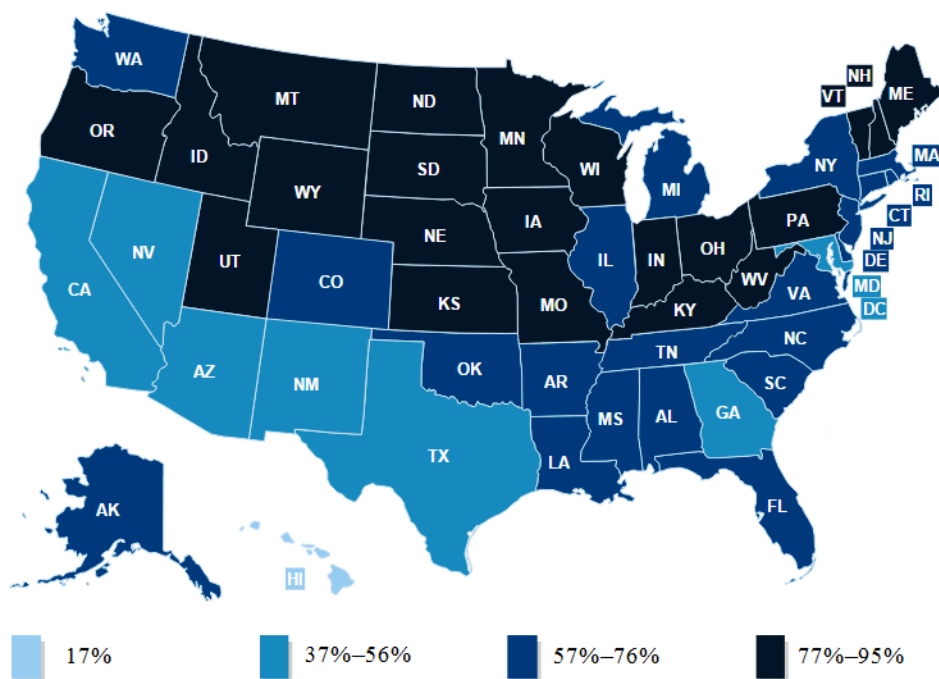 WA
MT
ND
MN
VT
NH
ME
OR
ID
WY
SD
WI
MI
NY
MA
RI
CT
NJ
DE
MD
DC
NV
UT
CO
NE
IA
IL
IN
OH
PA
CA
KS
MO
KY
WV
VA
AZ
NM
OK
AR
TN
NC
SC
TX
LA
MS
AL
GA
FL
AK
HI
17%
37%–56%
57%–76%
77%–95%